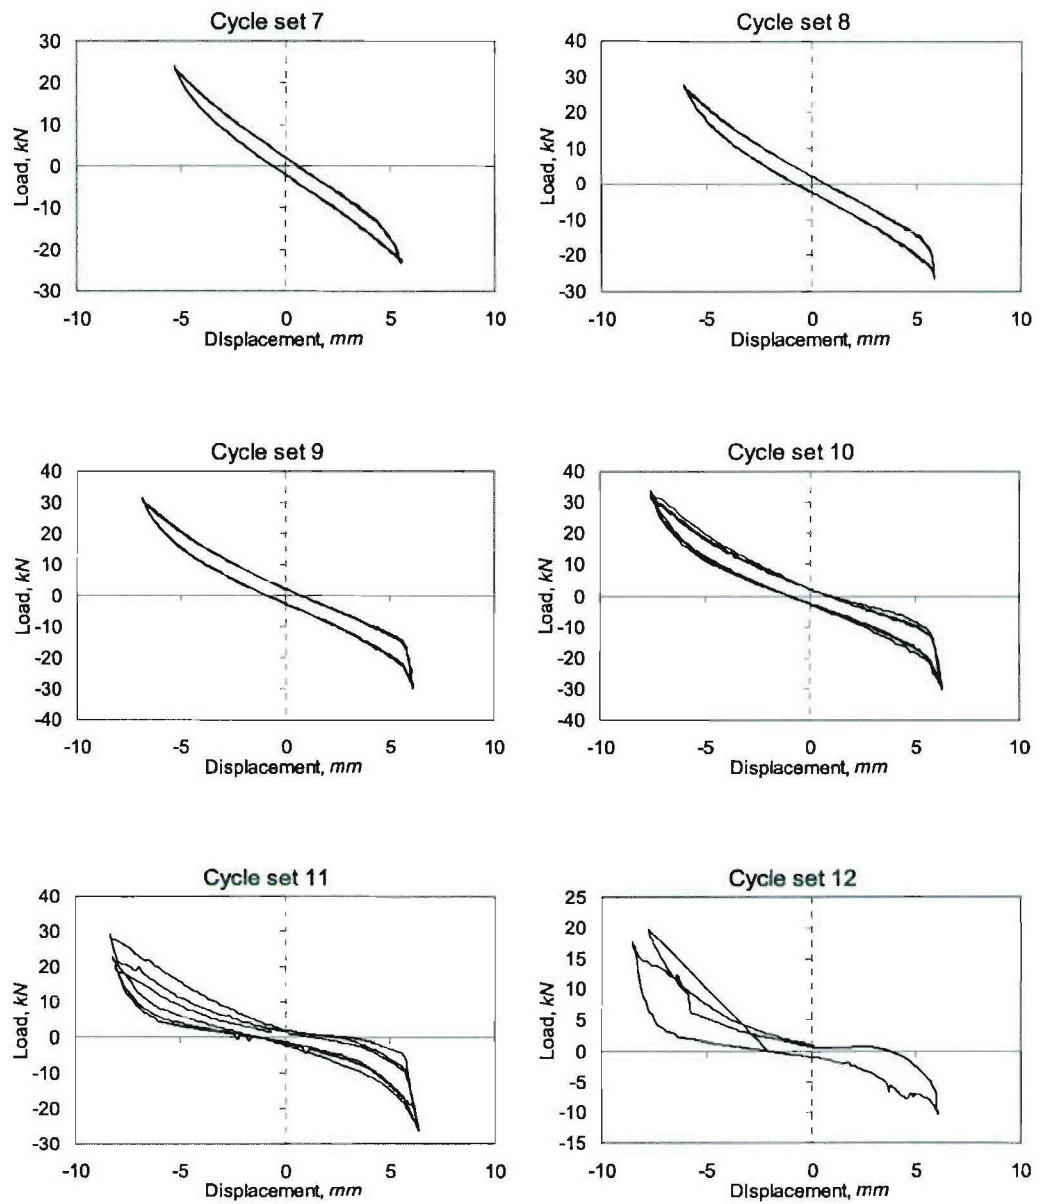 Cycle set 7
30
20
10
0
-10
-20
-30
Load, kN
-10 -5 0 5 10
Displacement, mm
Cycle set 8
40
30
20
10
0
-10
-20
-30
Load, kN
-10 -5 0 5 10
Displacement, mm
Cycle set 9
40
30
20
10
0
-10
-20
-30
-40
Load, kN
-10 -5 0 5 10
Displacement, mm
Cycle set 10
40
30
20
10
0
-10
-20
-30
-40
Load, kN
-10 -5 0 5 10
Displacement, mm
Cycle set 11
40
30
20
10
0
-10
-20
-30
Load, kN
-10 -5 0 5 10
Displacement, mm
Cycle set 12
25
20
15
10
5
0
-5
-10
-15
Load, kN
-10 -5 0 5 10
Displacement, mm